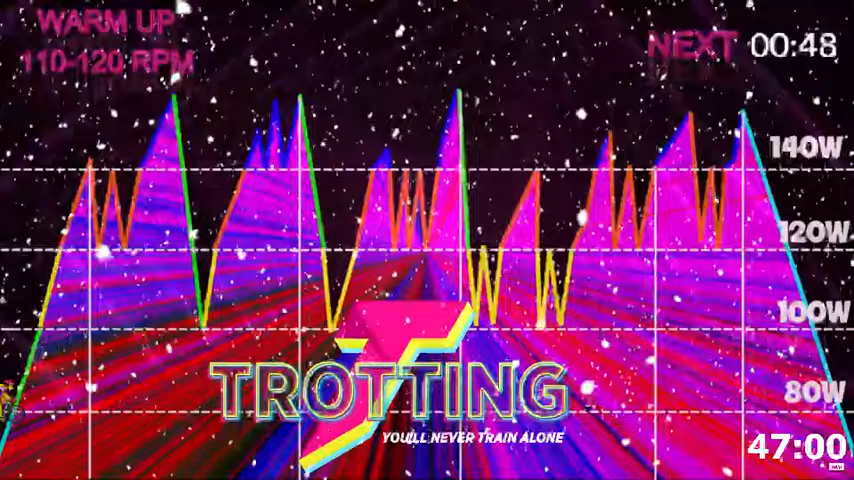 WARM UP
110-120 RPM
NEXT 00:48
140W
120W
100W
80W
TROTTING
YOU'LL NEVER TRAIN ALONE
47:00